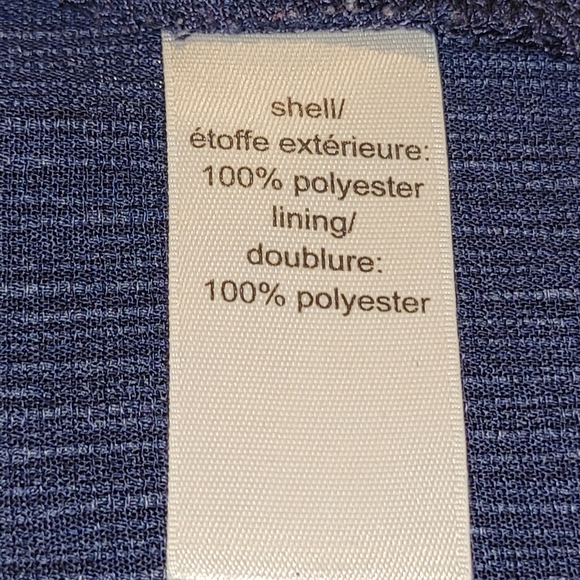 shell/
étoffe extérieure:
100% polyester
lining/
doublure:
100% polyester